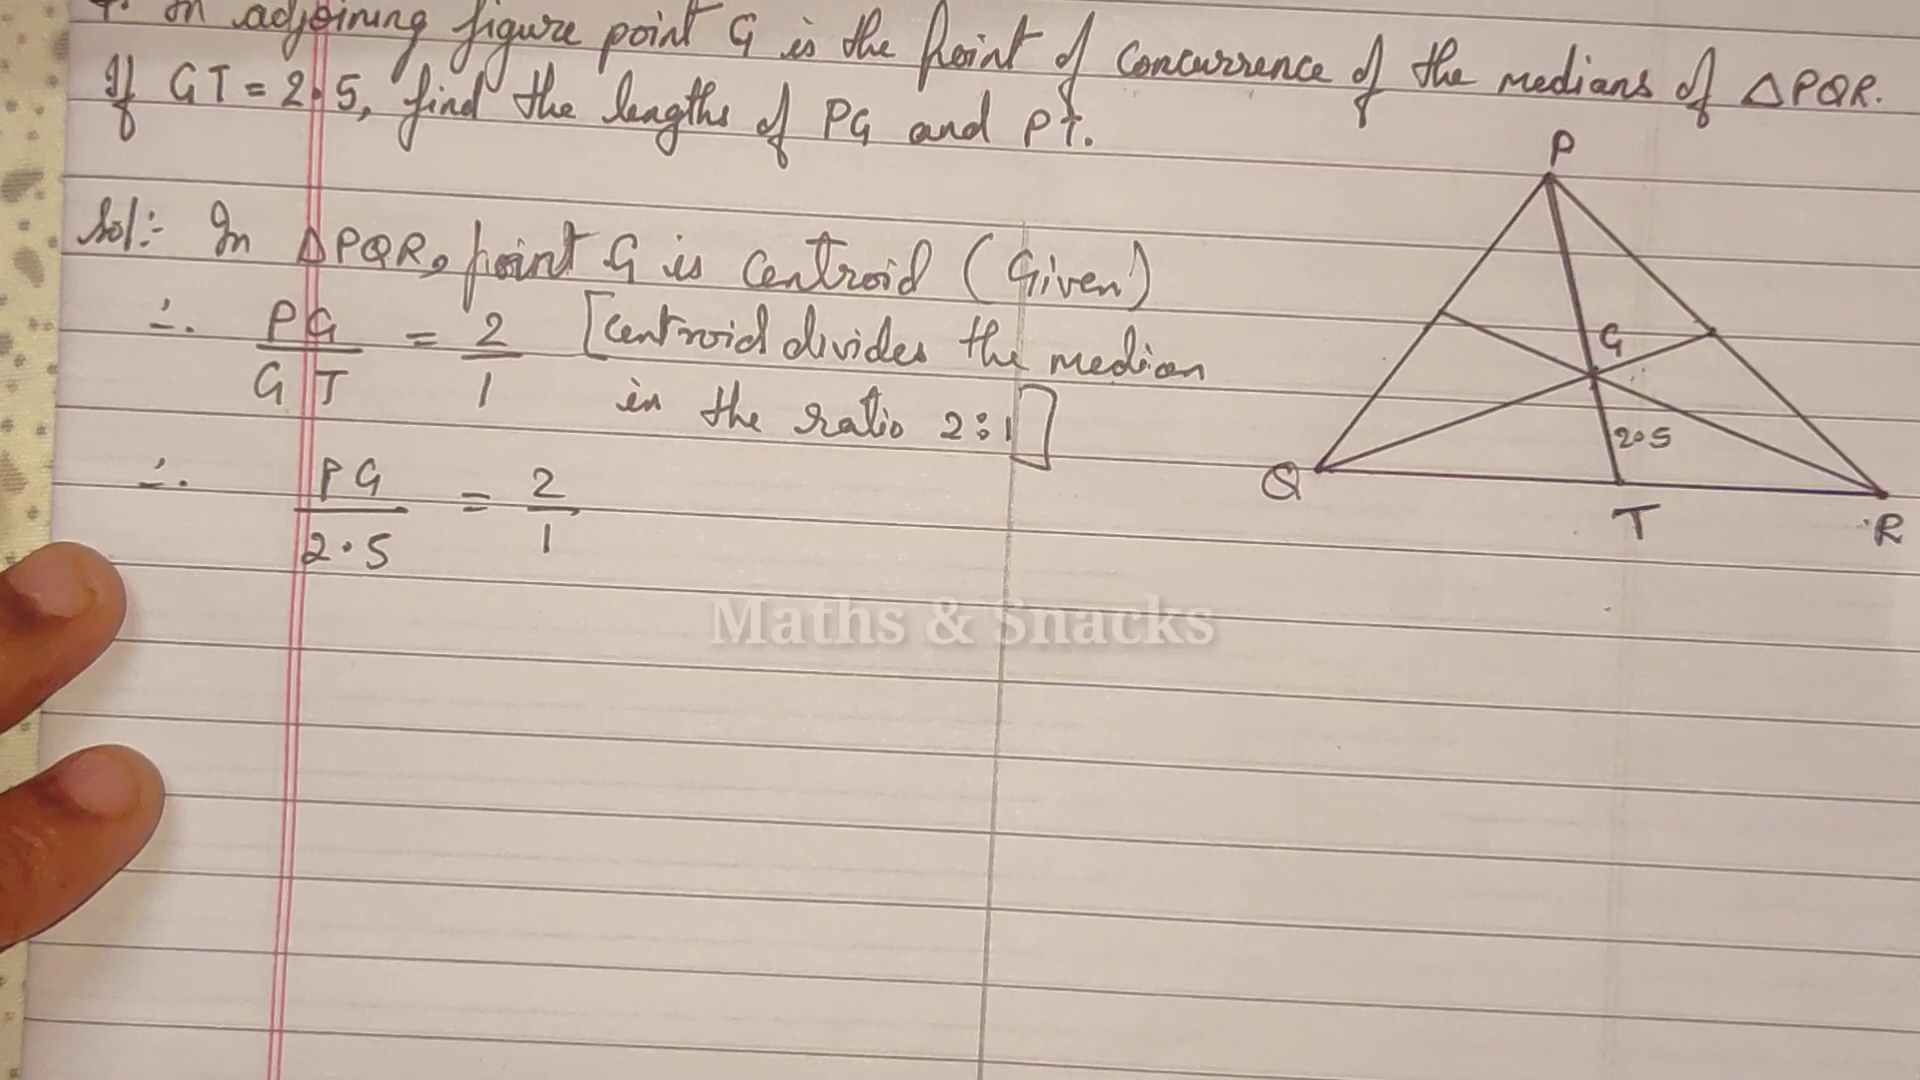 In adjoining figure point G is the point of concurrence of the medians of △PQR.
If GT = 2.5, find the lengths of PG and PT.
Sol:- In △PQR, point G is centroid (Given)
∴ PG/GT = 2/1 [Centroid divides the median
in the ratio 2:1]
∴ PG/2.5 = 2/1
P
G
2.5
Q
T
R
Maths & Snacks